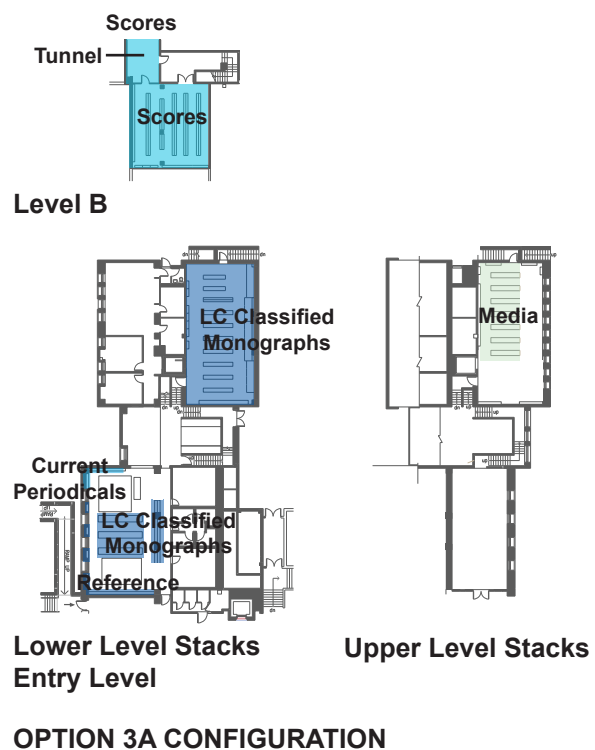 Scores
Tunnel
Scores
Level B
LC Classified
Monographs
Media
Current
Periodicals
LC Classified
Monographs
Reference
Lower Level Stacks
Entry Level
Upper Level Stacks
OPTION 3A CONFIGURATION